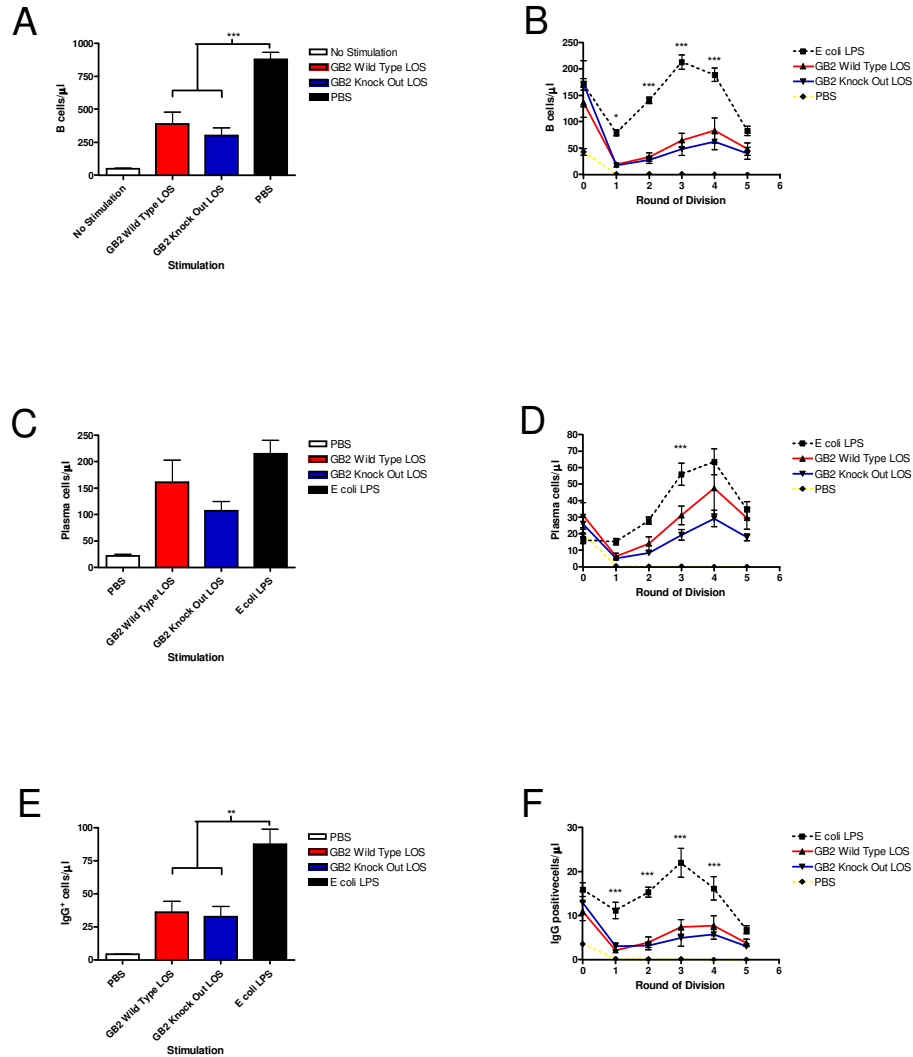 A
B cells/µl
1000
750
500
250
0
***
No Stimulation
GB2 Wild Type LOS
GB2 Knock Out LOS
PBS
Stimulation
No Stimulation
GB2 Wild Type LOS
GB2 Knock Out LOS
PBS
B
B cells/µl
250
200
150
100
50
0
* *** *** ***
0 1 2 3 4 5 6
Round of Division
E coli LPS
GB2 Wild Type LOS
GB2 Knock Out LOS
PBS
C
Plasma cells/µl
250
200
150
100
50
0
PBS
GB2 Wild Type LOS
GB2 Knock Out LOS
E coli LPS
Stimulation
PBS
GB2 Wild Type LOS
GB2 Knock Out LOS
E coli LPS
D
Plasma cells/µl
80
70
60
50
40
30
20
10
0
***
0 1 2 3 4 5 6
Round of Division
E coli LPS
GB2 Wild Type LOS
GB2 Knock Out LOS
PBS
E
IgG⁺ cells/µl
100
75
50
25
0
**
PBS
GB2 Wild Type LOS
GB2 Knock Out LOS
E coli LPS
Stimulation
PBS
GB2 Wild Type LOS
GB2 Knock Out LOS
E coli LPS
F
IgG positivecells/µl
30
20
10
0
*** *** *** ***
0 1 2 3 4 5 6
Round of Division
E coli LPS
GB2 Wild Type LOS
GB2 Knock Out LOS
PBS